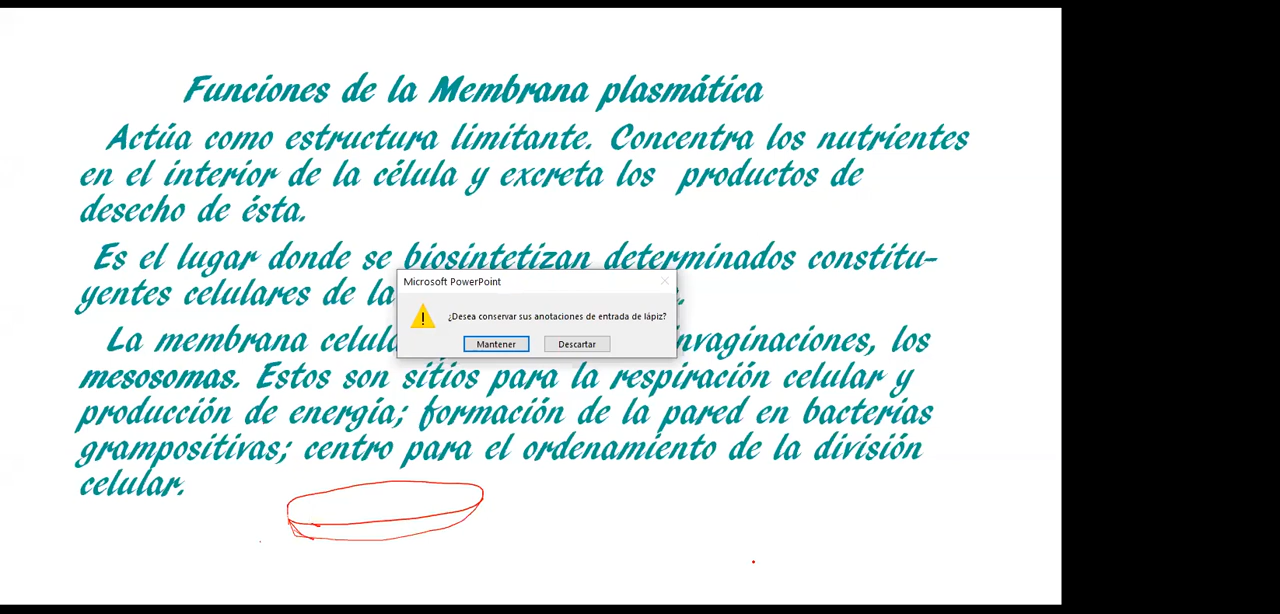 Funciones de la Membrana plasmática
Actúa como estructura limitante. Concentra los nutrientes
en el interior de la célula y excreta los productos de
desecho de ésta.
Es el lugar donde se biosintetizan determinados constitu-
yentes celulares de la
Microsoft PowerPoint
¿Desea conservar sus anotaciones de entrada de lápiz?
Mantener Descartar
La membrana nvaginaciones, los
mesosomas. Estos son sitios para la respiración celular y
producción de energía; formación de la pared en bacterias
grampositivas; centro para el ordenamiento de la división
celular.